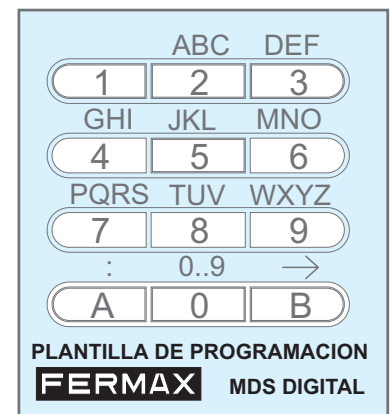 ABC DEF
1 2 3
GHI JKL MNO
4 5 6
PQRS TUV WXYZ
7 8 9
: 0..9 →
A 0 B
PLANTILLA DE PROGRAMACION
FERMAX MDS DIGITAL